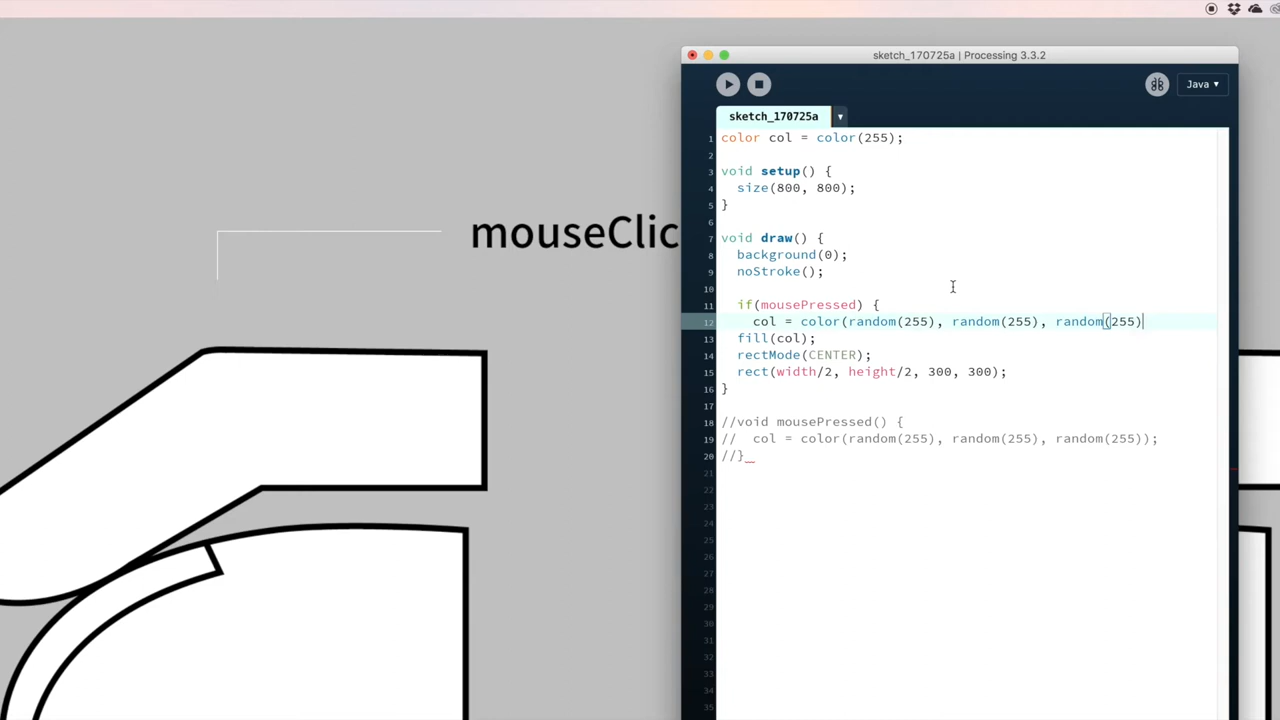 sketch_170725a | Processing 3.3.2
Java ▾
sketch_170725a ▾
mouseClic
1 color col = color(255);
2
3 void setup() {
4   size(800, 800);
5 }
6
7 void draw() {
8   background(0);
9   noStroke();
10
11   if(mousePressed) {
12     col = color(random(255), random(255), random(255)
13   fill(col);
14   rectMode(CENTER);
15   rect(width/2, height/2, 300, 300);
16 }
17
18 //void mousePressed() {
19 //  col = color(random(255), random(255), random(255));
20 //}
21
22
23
24
25
26
27
28
29
30
31
32
33
34
35